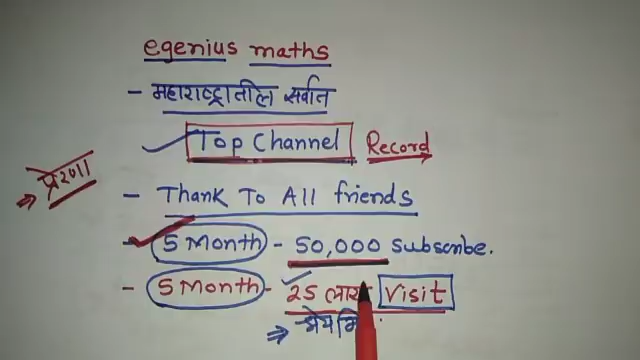 egenius maths
- महाराष्ट्रातील सर्वात
Top Channel Record
- Thank To All friends
- 5 Month - 50,000 Subscribe.
- 5 Month - 25 Visit